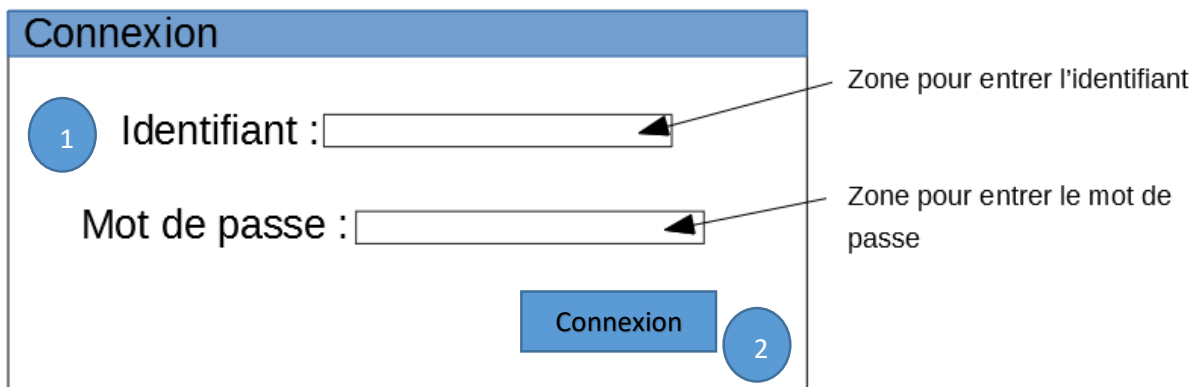 Connexion
Zone pour entrer l'identifiant
1
Identifiant :
Zone pour entrer le mot de
passe
Mot de passe :
Connexion
2